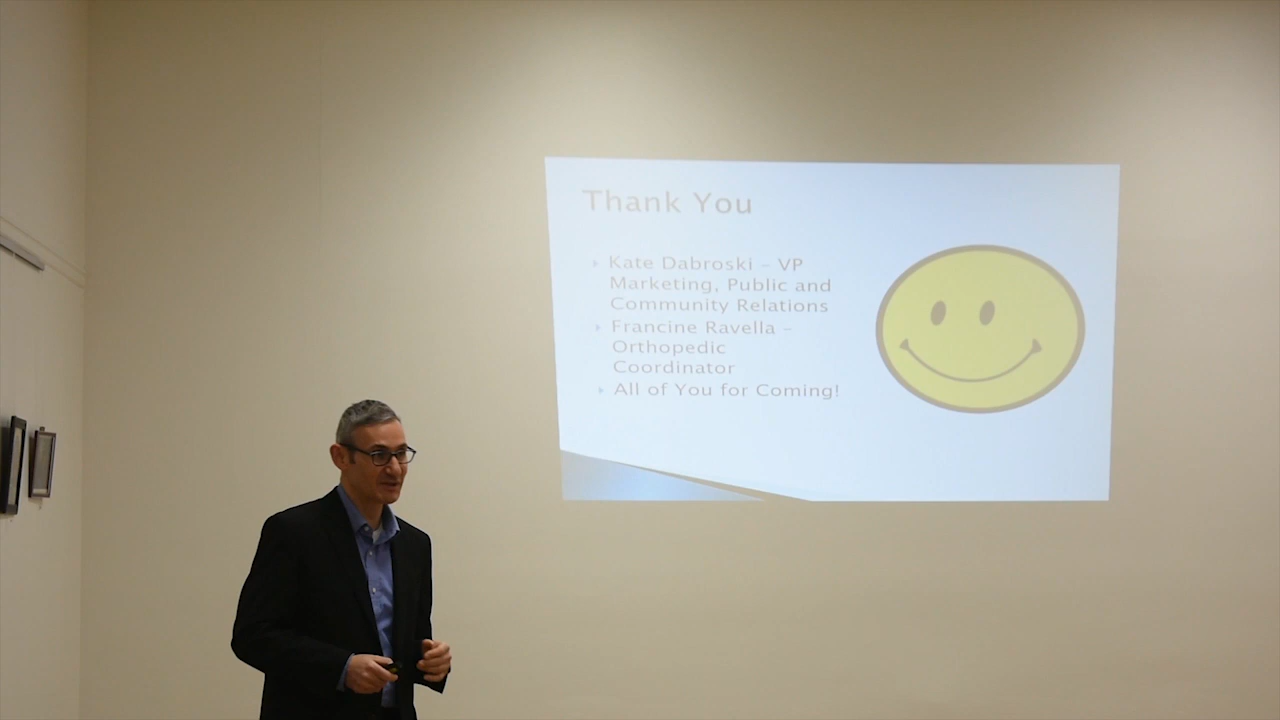 Thank You
Kate Dabroski – VP
Marketing, Public and
Community Relations
Francine Ravella –
Orthopedic
Coordinator
All of You for Coming!